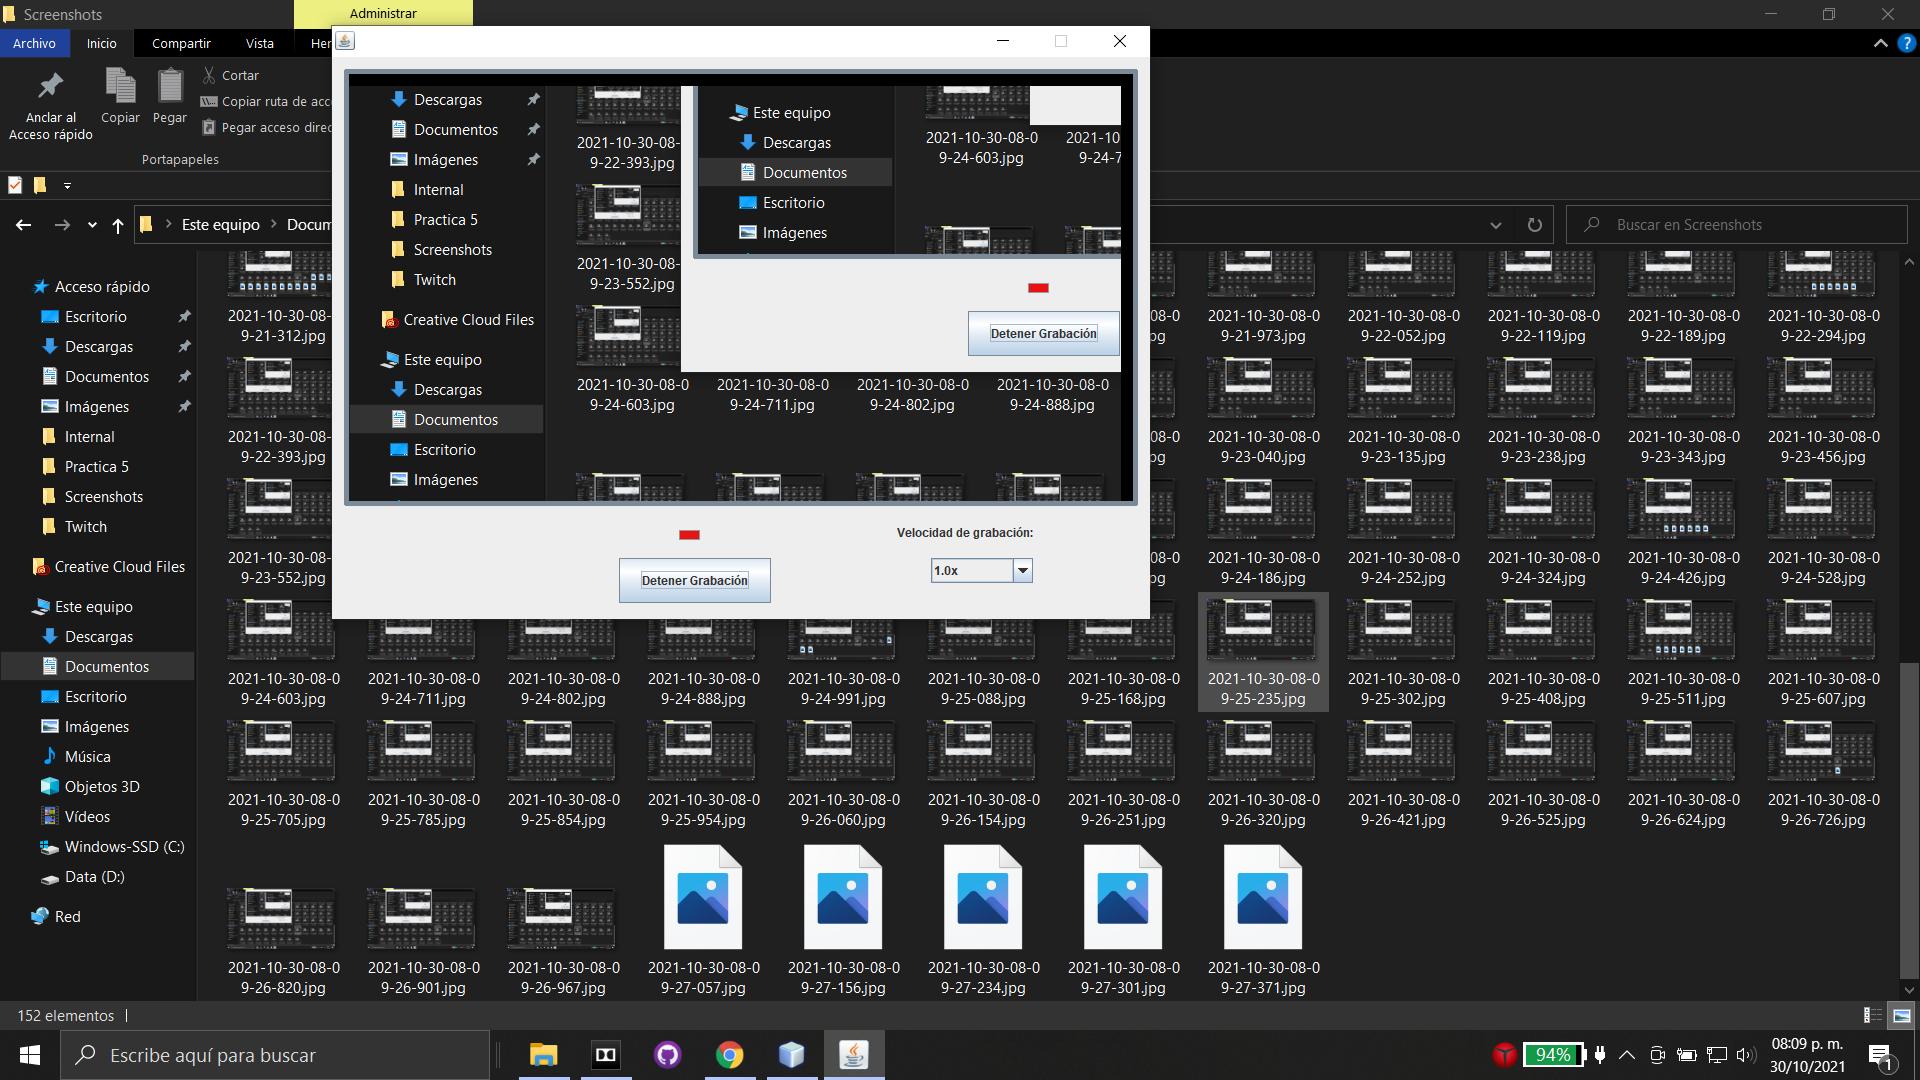 Screenshots
Administrar
Archivo
Inicio
Compartir
Vista
Her
Anclar al
Acceso rápido
Copiar
Pegar
Cortar
Copiar ruta de acc
Pegar acceso direc
Portapapeles
Este equipo
Docum
Buscar en Screenshots
Acceso rápido
Escritorio
Descargas
Documentos
Imágenes
Internal
Practica 5
Screenshots
Twitch
Creative Cloud Files
Este equipo
Descargas
Documentos
Escritorio
Imágenes
Música
Objetos 3D
Vídeos
Windows-SSD (C:)
Data (D:)
Red
Descargas
Documentos
Imágenes
Internal
Practica 5
Screenshots
Twitch
Creative Cloud Files
Este equipo
Descargas
Documentos
Escritorio
Imágenes
2021-10-30-08-
9-22-393.jpg
2021-10-30-08-
9-23-552.jpg
2021-10-30-08-0 2021-10-30-08-0 2021-10-30-08-0 2021-10-30-08-0
9-24-603.jpg 9-24-711.jpg 9-24-802.jpg 9-24-888.jpg
Este equipo
Descargas
Documentos
Escritorio
Imágenes
2021-10-30-08-0 2021-10
9-24-603.jpg 9-24-7
Detener Grabación
Detener Grabación
Velocidad de grabación:
1.0x
2021-10-30-08- 08-0 2021-10-30-08-0 2021-10-30-08-0 2021-10-30-08-0 2021-10-30-08-0 2021-10-30-08-0
9-21-312.jpg pg 9-21-973.jpg 9-22-052.jpg 9-22-119.jpg 9-22-189.jpg 9-22-294.jpg
2021-10-30-08- 08-0 2021-10-30-08-0 2021-10-30-08-0 2021-10-30-08-0 2021-10-30-08-0 2021-10-30-08-0
9-22-393.jpg pg 9-23-040.jpg 9-23-135.jpg 9-23-238.jpg 9-23-343.jpg 9-23-456.jpg
2021-10-30-08- 08-0 2021-10-30-08-0 2021-10-30-08-0 2021-10-30-08-0 2021-10-30-08-0 2021-10-30-08-0
9-23-552.jpg pg 9-24-186.jpg 9-24-252.jpg 9-24-324.jpg 9-24-426.jpg 9-24-528.jpg
2021-10-30-08-0 2021-10-30-08-0 2021-10-30-08-0 2021-10-30-08-0 2021-10-30-08-0 2021-10-30-08-0 2021-10-30-08-0 2021-10-30-08-0 2021-10-30-08-0 2021-10-30-08-0 2021-10-30-08-0 2021-10-30-08-0
9-24-603.jpg 9-24-711.jpg 9-24-802.jpg 9-24-888.jpg 9-24-991.jpg 9-25-088.jpg 9-25-168.jpg 9-25-235.jpg 9-25-302.jpg 9-25-408.jpg 9-25-511.jpg 9-25-607.jpg
2021-10-30-08-0 2021-10-30-08-0 2021-10-30-08-0 2021-10-30-08-0 2021-10-30-08-0 2021-10-30-08-0 2021-10-30-08-0 2021-10-30-08-0 2021-10-30-08-0 2021-10-30-08-0 2021-10-30-08-0 2021-10-30-08-0
9-25-705.jpg 9-25-785.jpg 9-25-854.jpg 9-25-954.jpg 9-26-060.jpg 9-26-154.jpg 9-26-251.jpg 9-26-320.jpg 9-26-421.jpg 9-26-525.jpg 9-26-624.jpg 9-26-726.jpg
2021-10-30-08-0 2021-10-30-08-0 2021-10-30-08-0 2021-10-30-08-0 2021-10-30-08-0 2021-10-30-08-0 2021-10-30-08-0 2021-10-30-08-0
9-26-820.jpg 9-26-901.jpg 9-26-967.jpg 9-27-057.jpg 9-27-156.jpg 9-27-234.jpg 9-27-301.jpg 9-27-371.jpg
152 elementos
Escribe aquí para buscar
94%
08:09 p. m.
30/10/2021
1